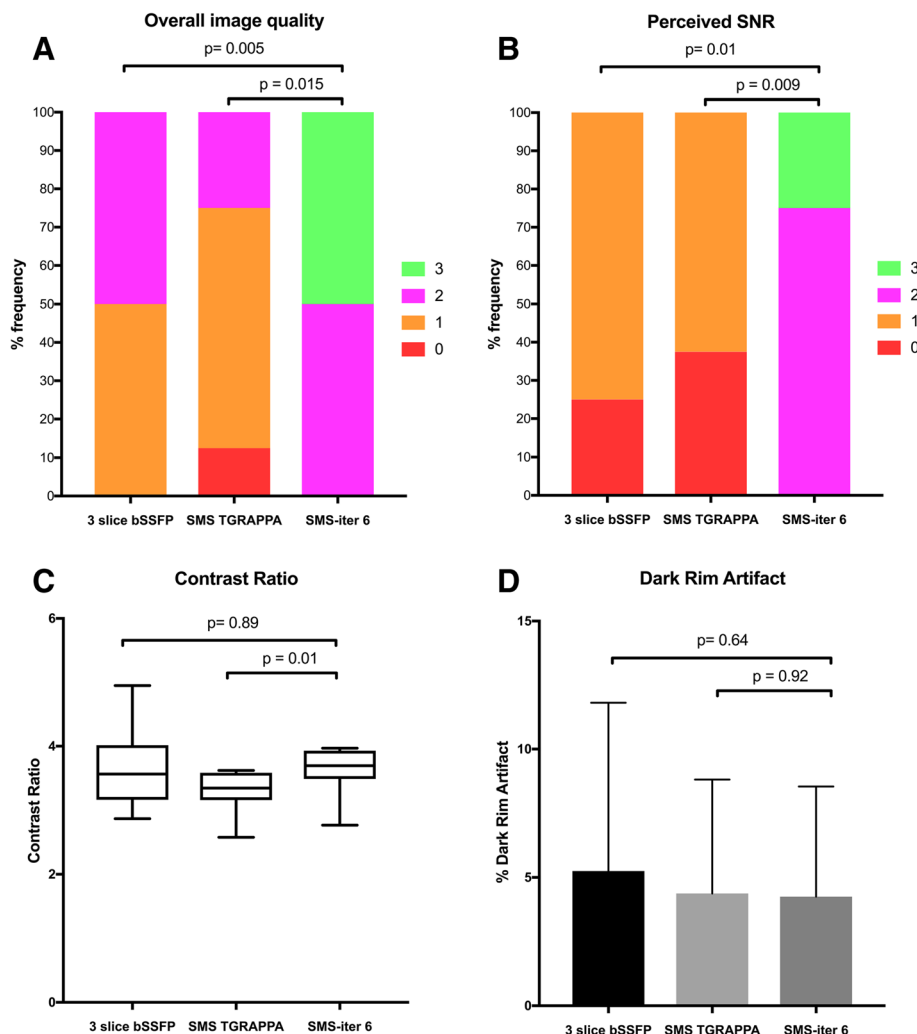 A
Overall image quality
p= 0.005
p = 0.015
100
90
80
70
60
50
40
30
20
10
0
% frequency
3
2
1
0
3 slice bSSFP
SMS TGRAPPA
SMS-iter 6
B
Perceived SNR
p= 0.01
p = 0.009
100
90
80
70
60
50
40
30
20
10
0
% frequency
3
2
1
0
3 slice bSSFP
SMS TGRAPPA
SMS-iter 6
C
Contrast Ratio
p= 0.89
p = 0.01
6
4
2
0
Contrast Ratio
3 slice bSSFP
SMS TGRAPPA
SMS-iter 6
D
Dark Rim Artifact
p= 0.64
p = 0.92
15
10
5
0
% Dark Rim Artifact
3 slice bSSFP
SMS TGRAPPA
SMS-iter 6